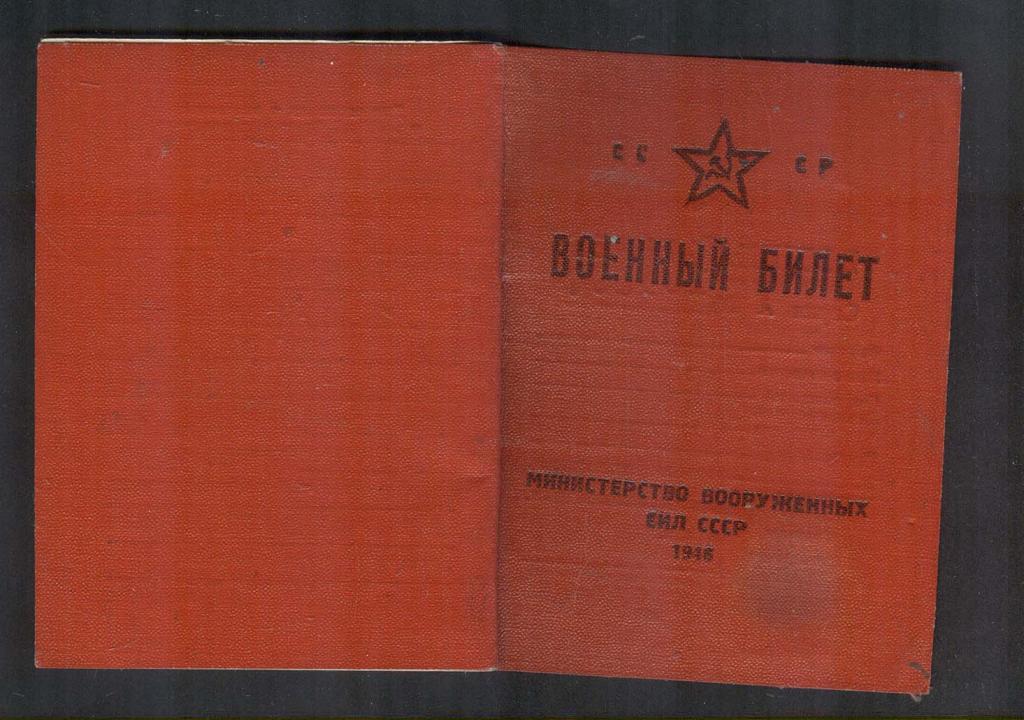 СС СР
ВОЕННЫЙ БИЛЕТ
МИНИСТЕРСТВО ВООРУЖЕННЫХ
СИЛ СССР
1946